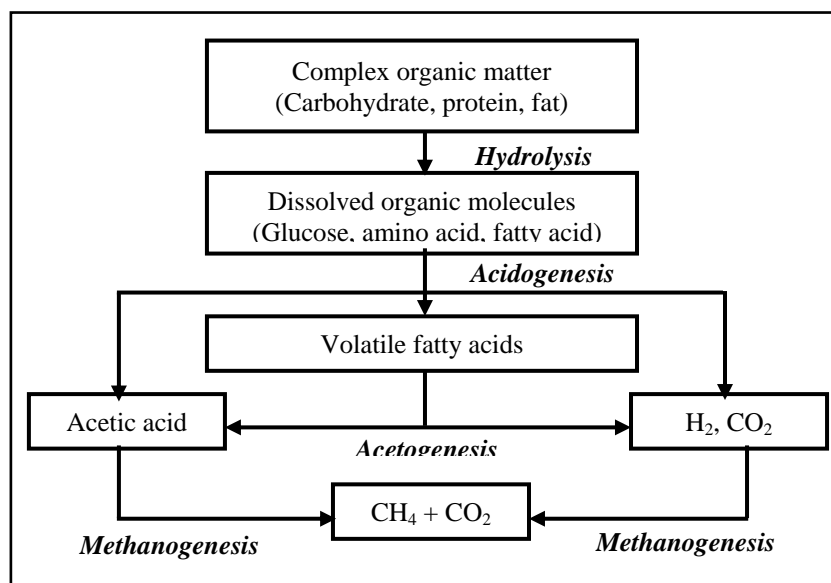 Complex organic matter
(Carbohydrate, protein, fat)
Hydrolysis
Dissolved organic molecules
(Glucose, amino acid, fatty acid)
Acidogenesis
Volatile fatty acids
Acetic acid
H₂, CO₂
Acetogenesis
CH₄ + CO₂
Methanogenesis
Methanogenesis